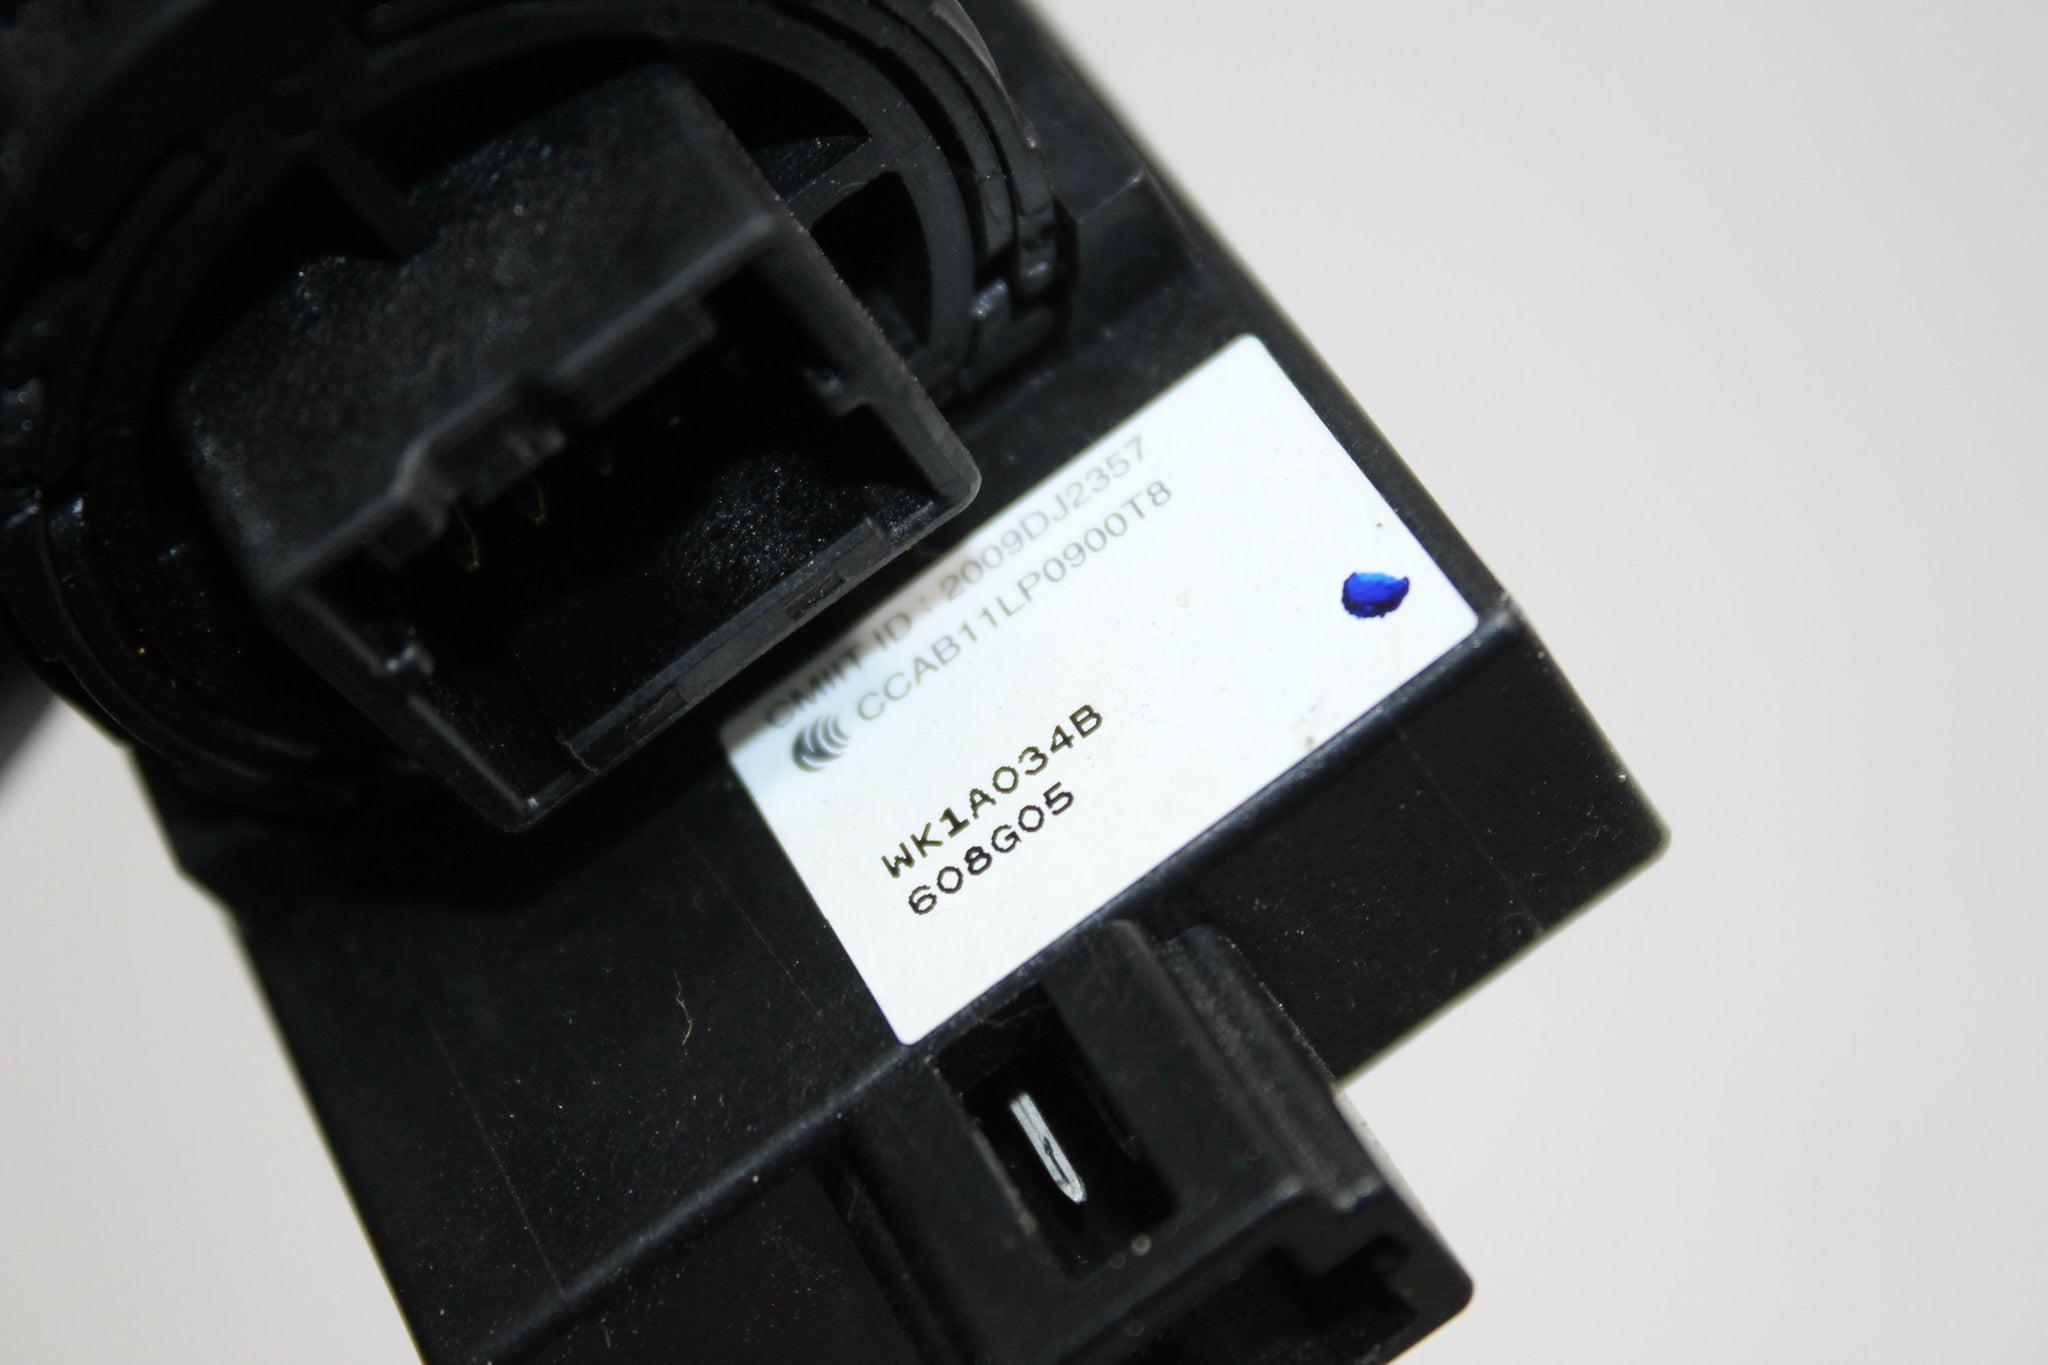 CMIIT ID : 2009DJ2357
CCAB11LP0900T8
WK1A034B
608G05